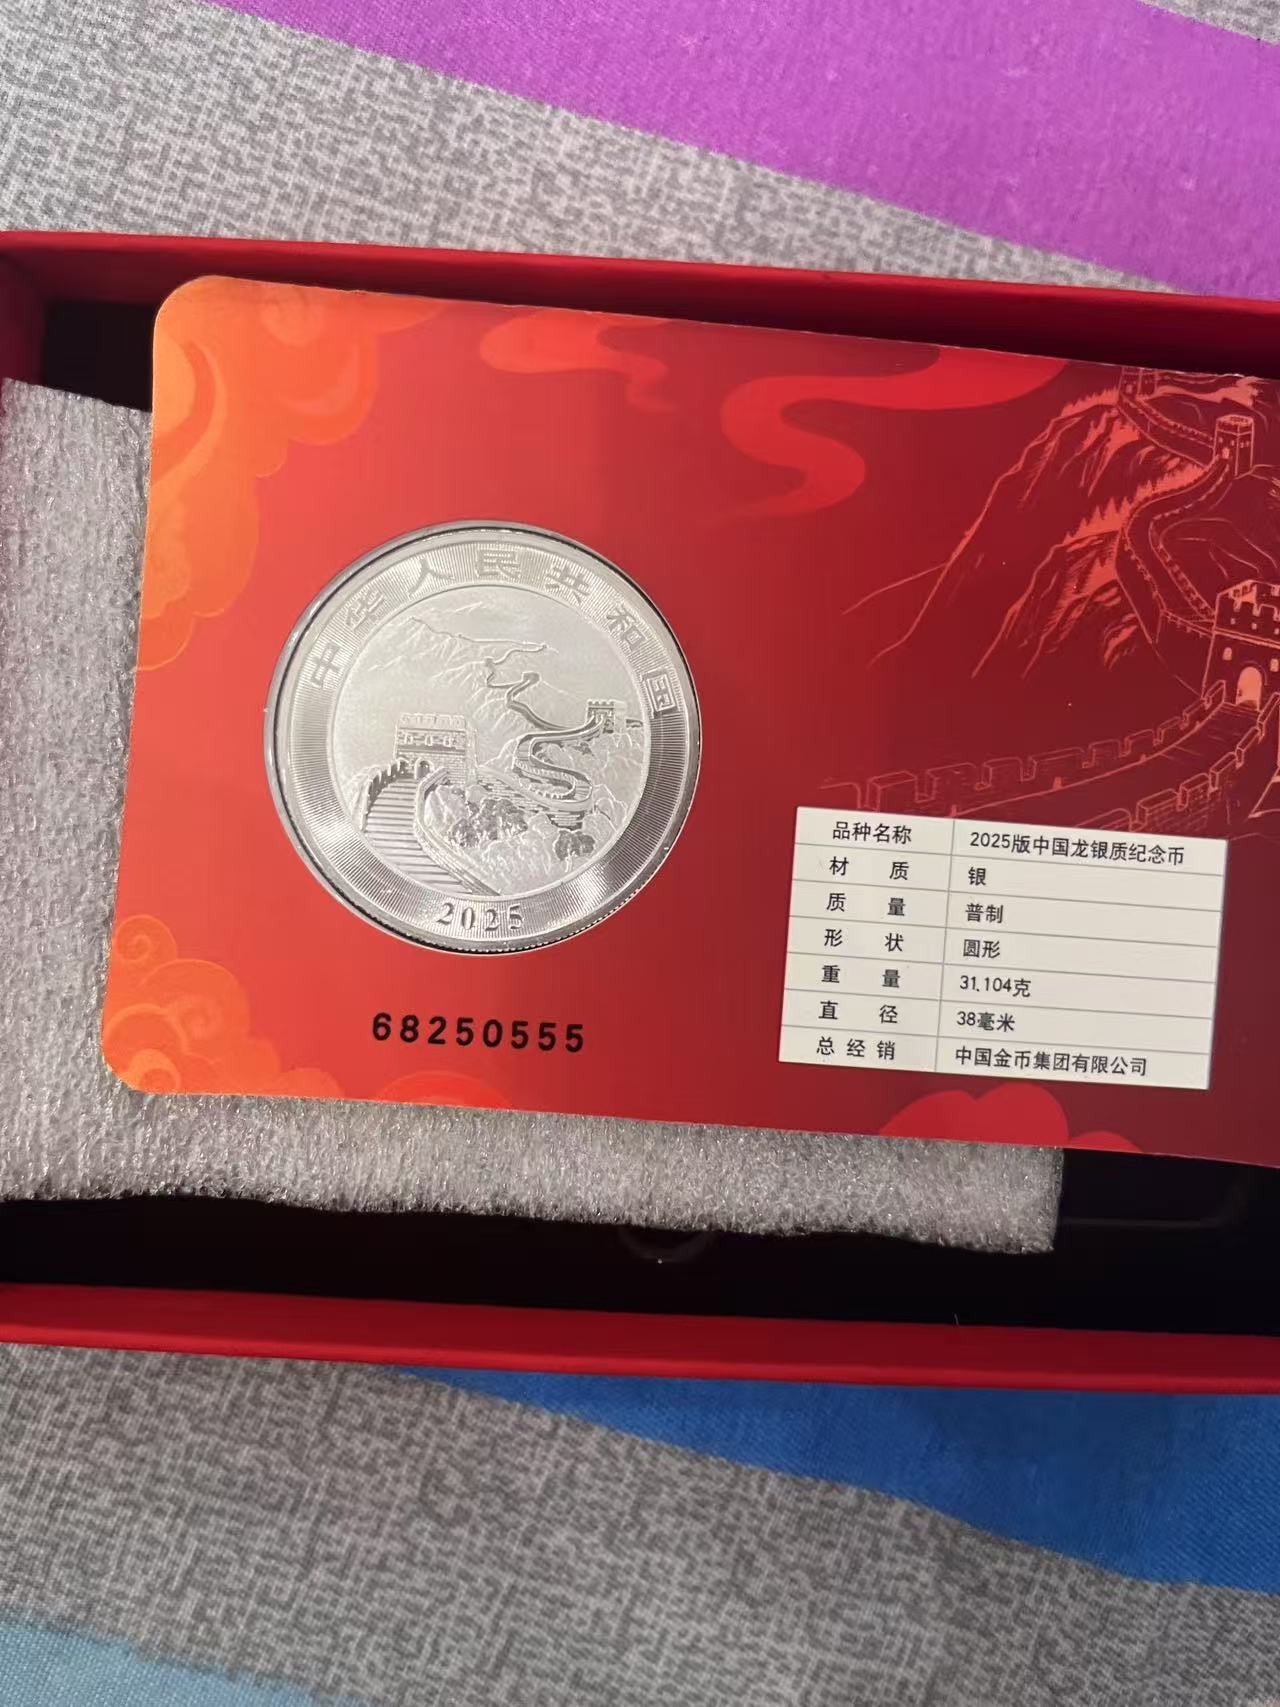 中华人民共和国
2025
68250555
品种名称 2025版中国龙银质纪念币
材 质 银
质 量 普制
形 状 圆形
重 量 31.104克
直 径 38毫米
总 经 销 中国金币集团有限公司